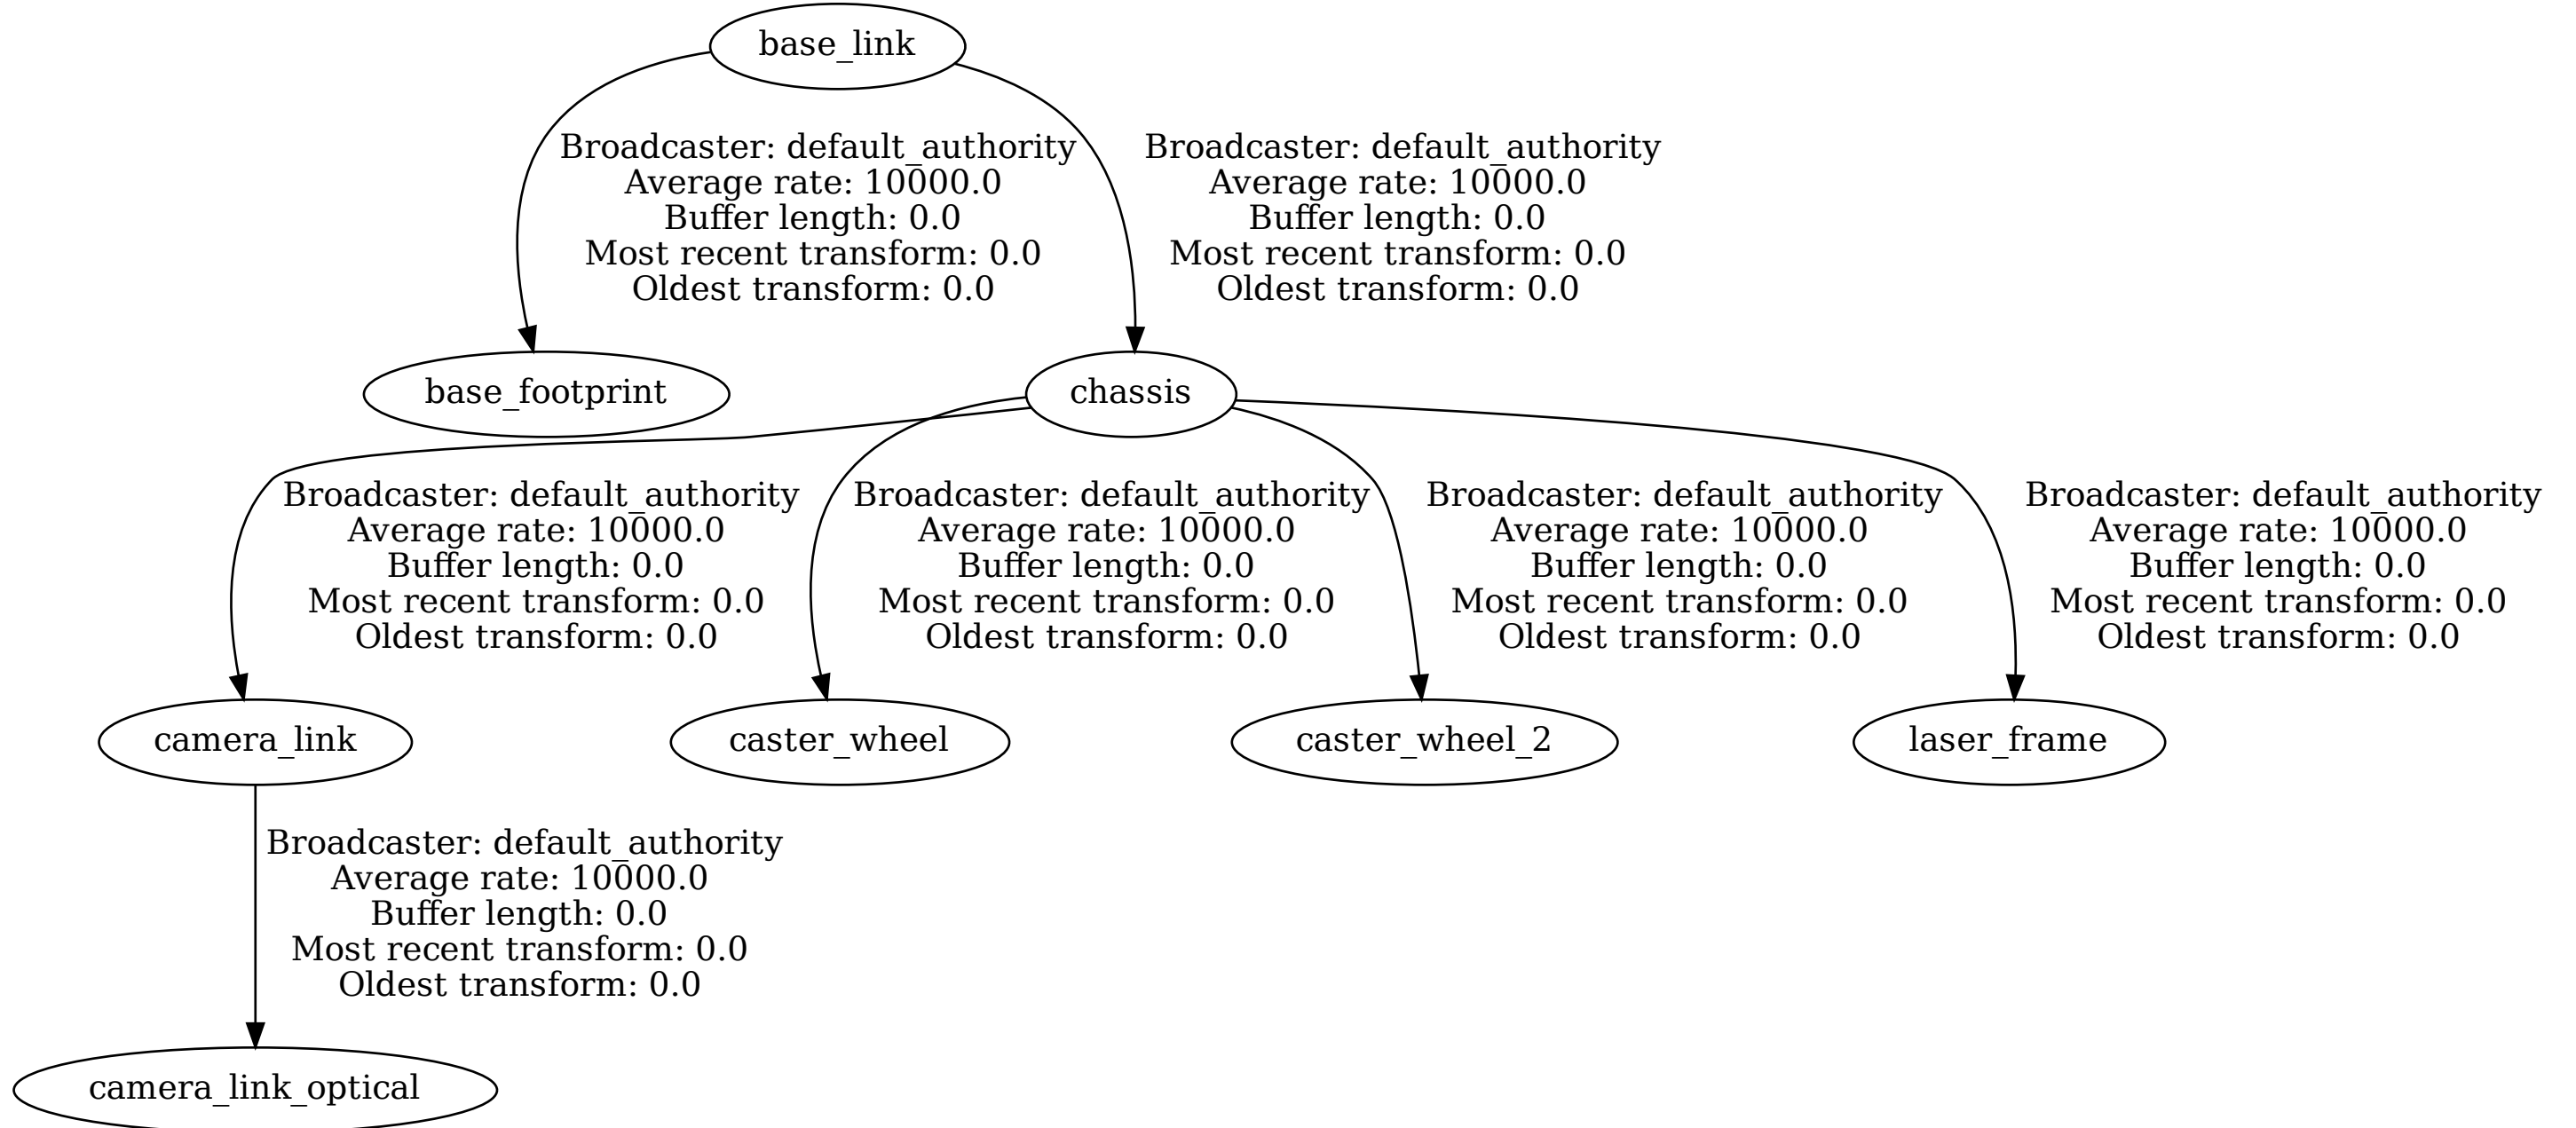 base_link
Broadcaster: default_authority
Average rate: 10000.0
Buffer length: 0.0
Most recent transform: 0.0
Oldest transform: 0.0
Broadcaster: default_authority
Average rate: 10000.0
Buffer length: 0.0
Most recent transform: 0.0
Oldest transform: 0.0
base_footprint
chassis
Broadcaster: default_authority
Average rate: 10000.0
Buffer length: 0.0
Most recent transform: 0.0
Oldest transform: 0.0
Broadcaster: default_authority
Average rate: 10000.0
Buffer length: 0.0
Most recent transform: 0.0
Oldest transform: 0.0
Broadcaster: default_authority
Average rate: 10000.0
Buffer length: 0.0
Most recent transform: 0.0
Oldest transform: 0.0
Broadcaster: default_authority
Average rate: 10000.0
Buffer length: 0.0
Most recent transform: 0.0
Oldest transform: 0.0
camera_link
caster_wheel
caster_wheel_2
laser_frame
Broadcaster: default_authority
Average rate: 10000.0
Buffer length: 0.0
Most recent transform: 0.0
Oldest transform: 0.0
camera_link_optical